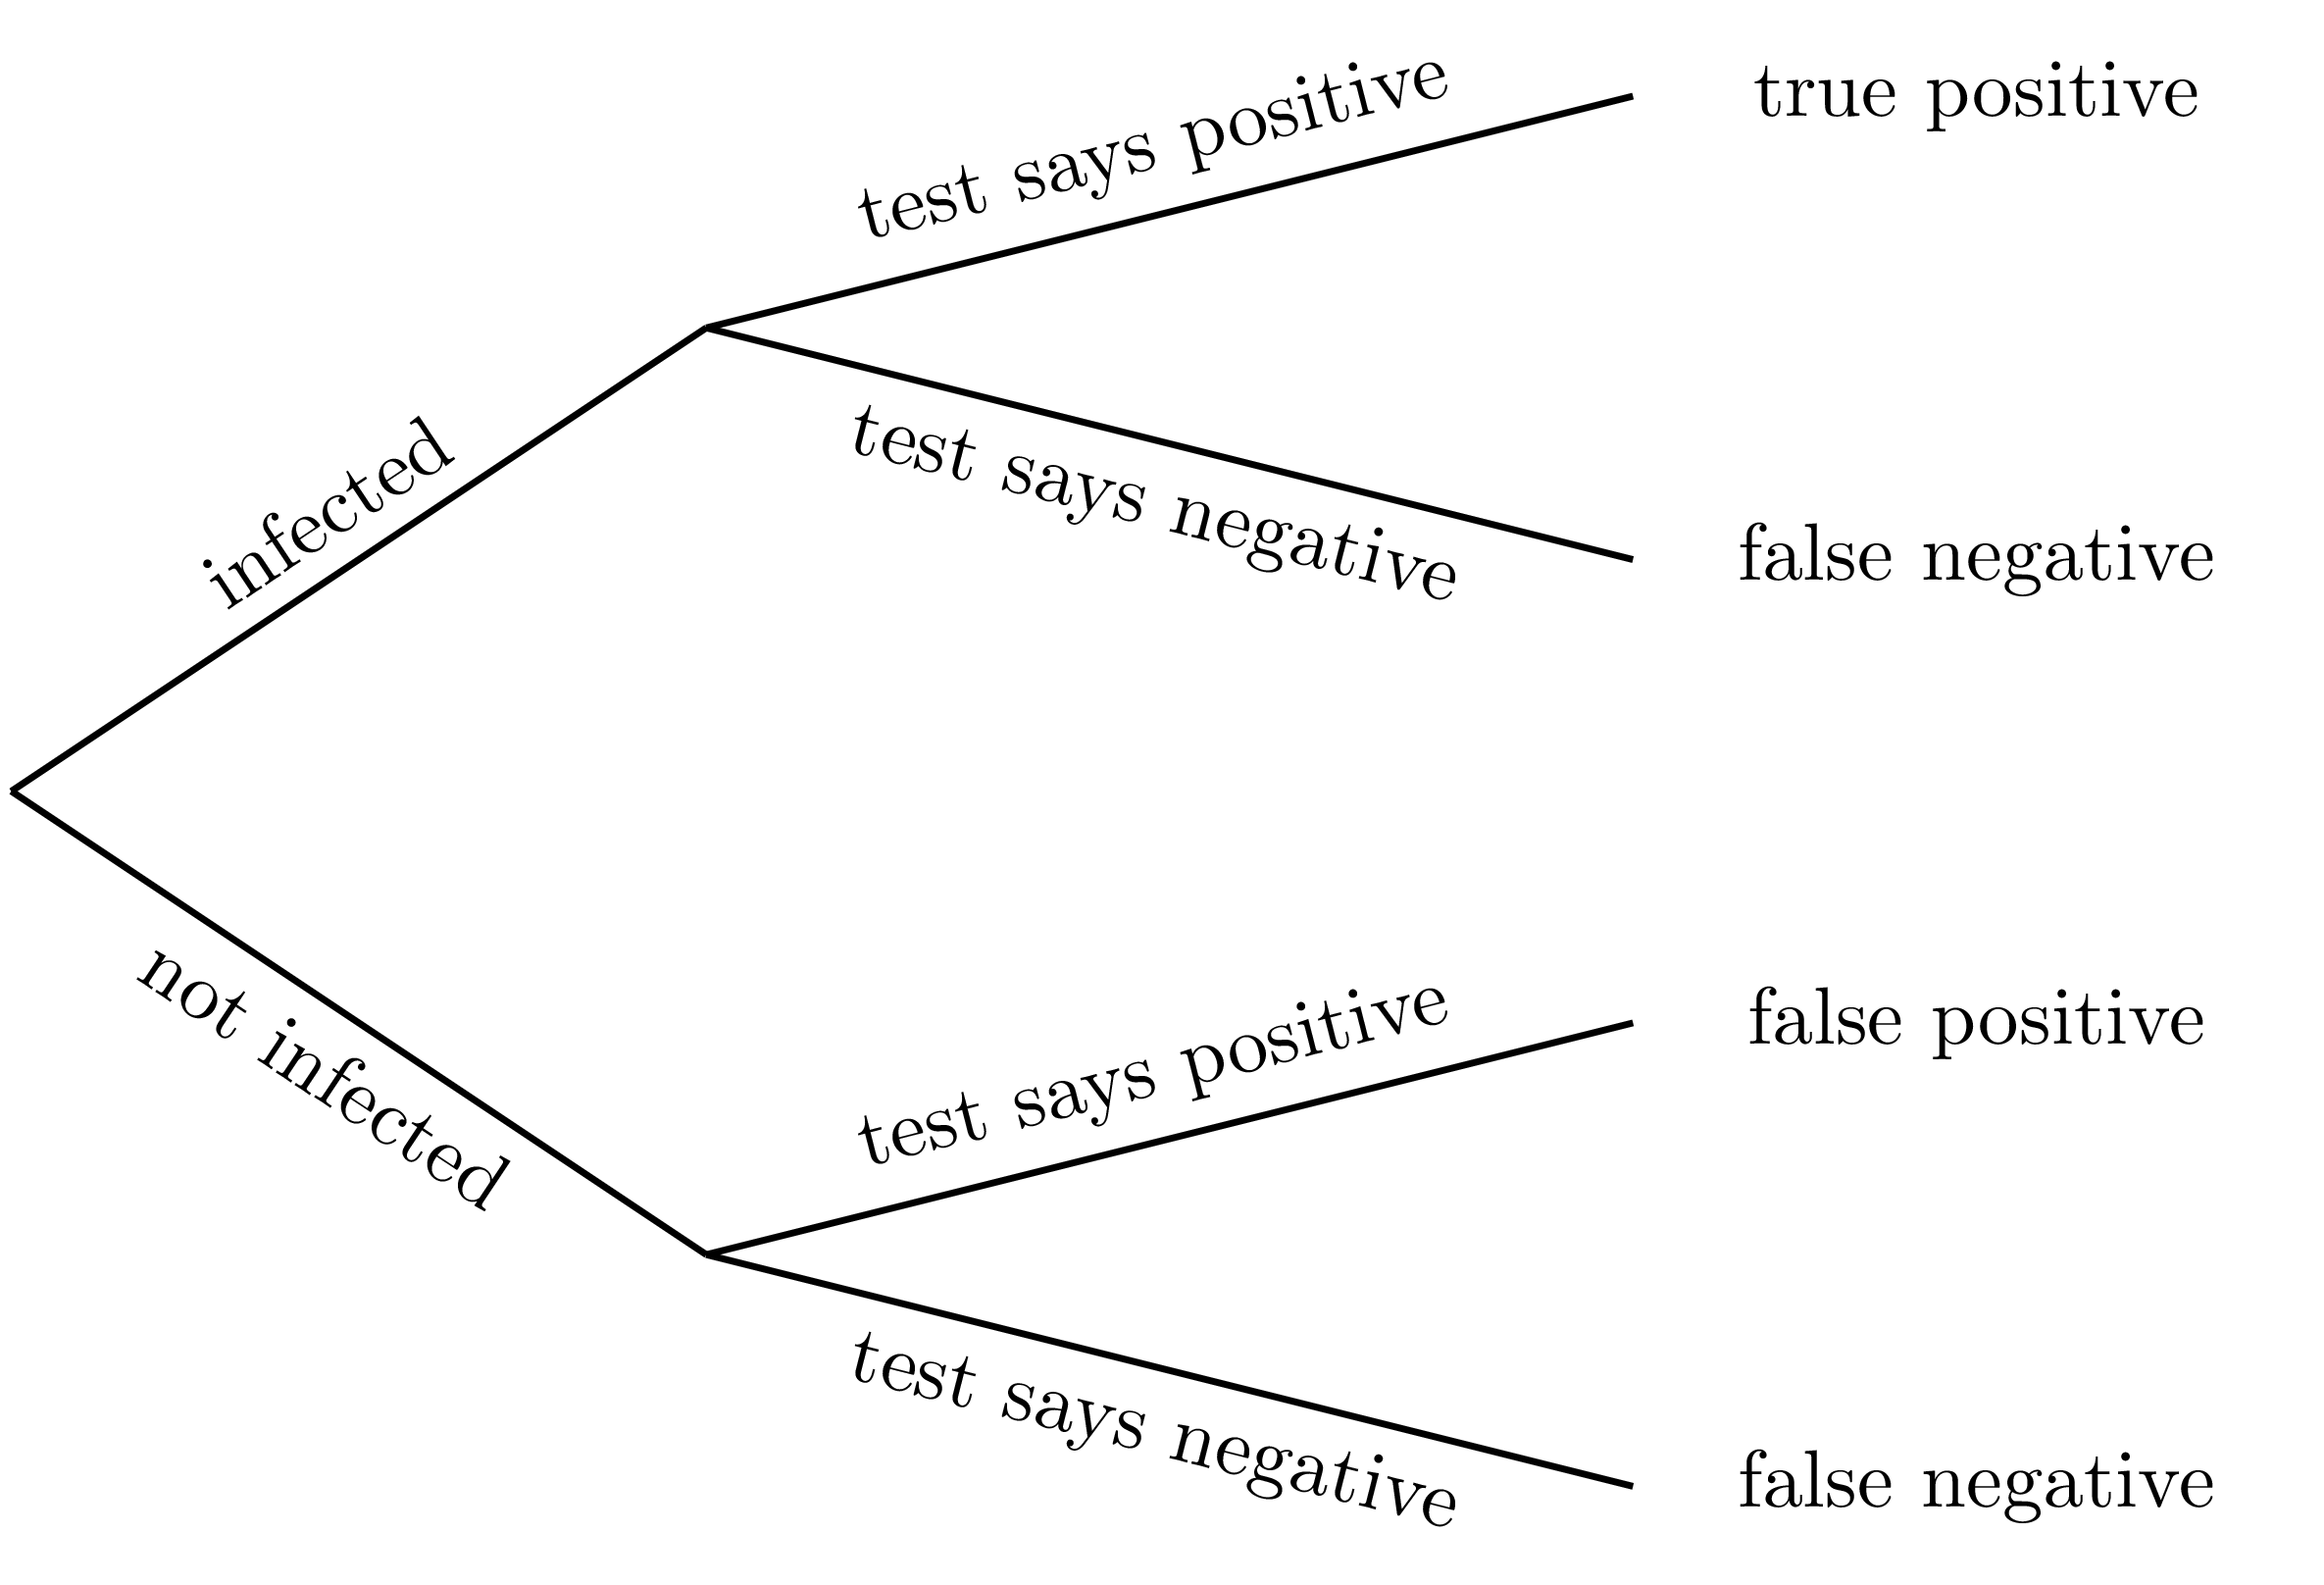 test says positive
true positive
infected
test says negative
false negative
not infected
test says positive
false positive
test says negative
false negative